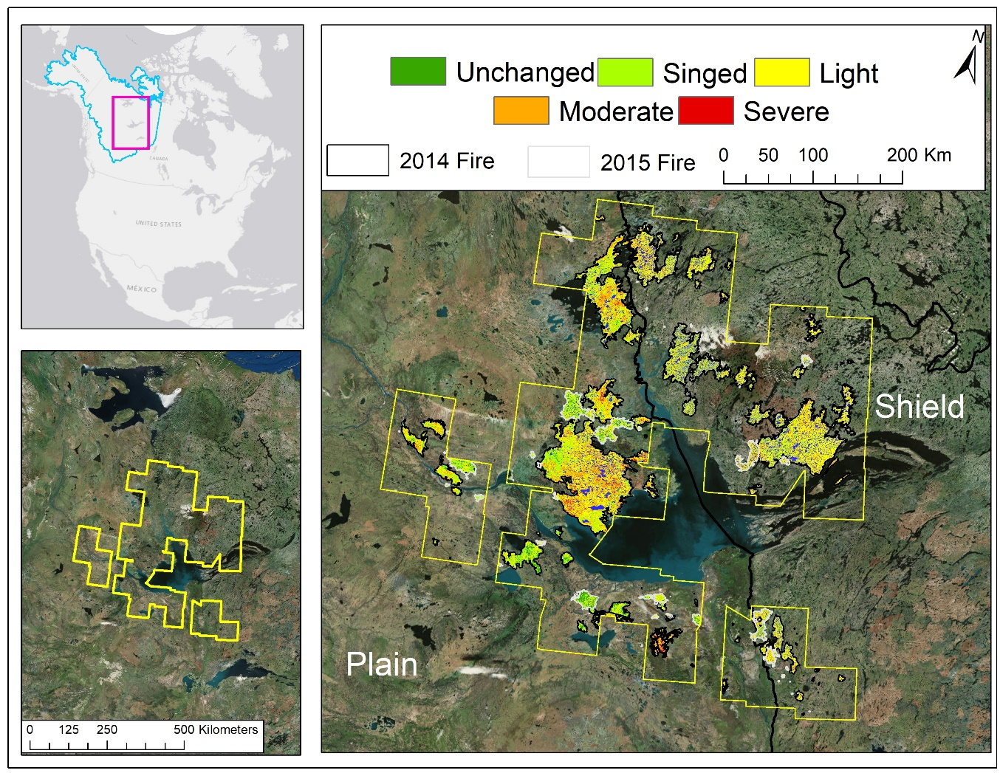 CANADA
UNITED STATES
MÉXICO
N
Unchanged Singed Light
Moderate Severe
2014 Fire 2015 Fire 0 50 100 200 Km
Shield
Plain
0 125 250 500 Kilometers